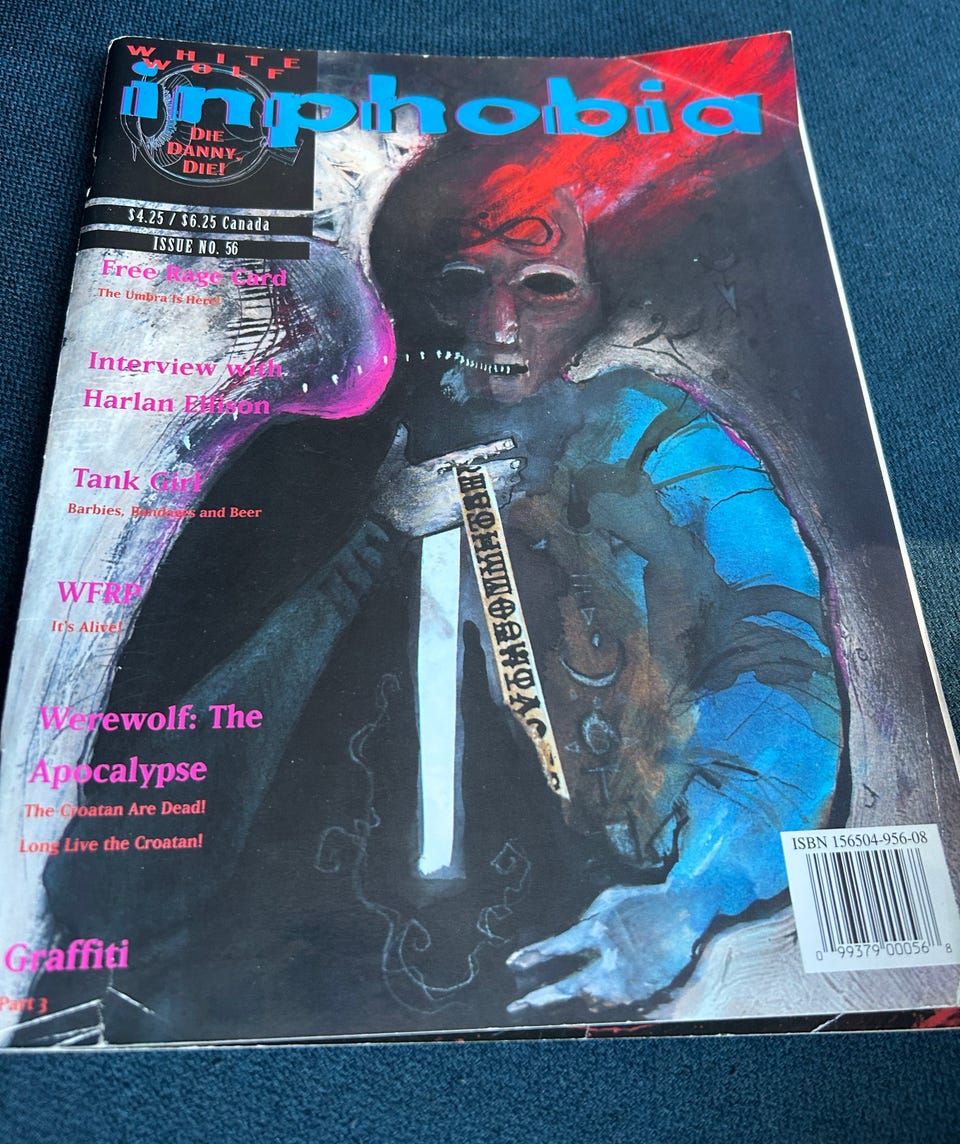 WHITE
WOLF
inphobia
DIE
DANNY,
DIE!
$4.25 / $6.25 Canada
ISSUE NO. 56
Free Rage Card
The Umbra Is Here!
Interview with
Harlan Ellison
Tank Girl
Barbies, Bandages and Beer
WFRP
It's Alive!
Werewolf: The
Apocalypse
The Croatan Are Dead!
Long Live the Croatan!
Graffiti
Part 3
ISBN 156504-956-08
0 99379 00056 8